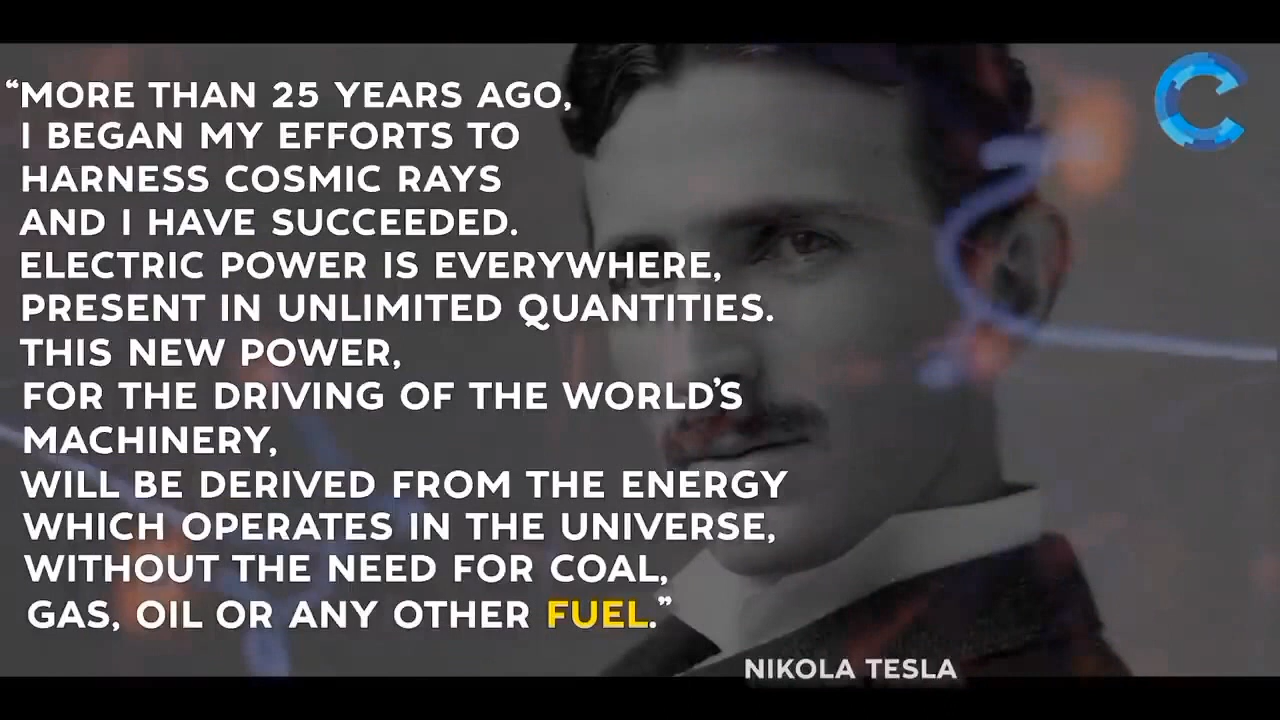 “MORE THAN 25 YEARS AGO,
I BEGAN MY EFFORTS TO
HARNESS COSMIC RAYS
AND I HAVE SUCCEEDED.
ELECTRIC POWER IS EVERYWHERE,
PRESENT IN UNLIMITED QUANTITIES.
THIS NEW POWER,
FOR THE DRIVING OF THE WORLD’S
MACHINERY,
WILL BE DERIVED FROM THE ENERGY
WHICH OPERATES IN THE UNIVERSE,
WITHOUT THE NEED FOR COAL,
GAS, OIL OR ANY OTHER FUEL.”
NIKOLA TESLA